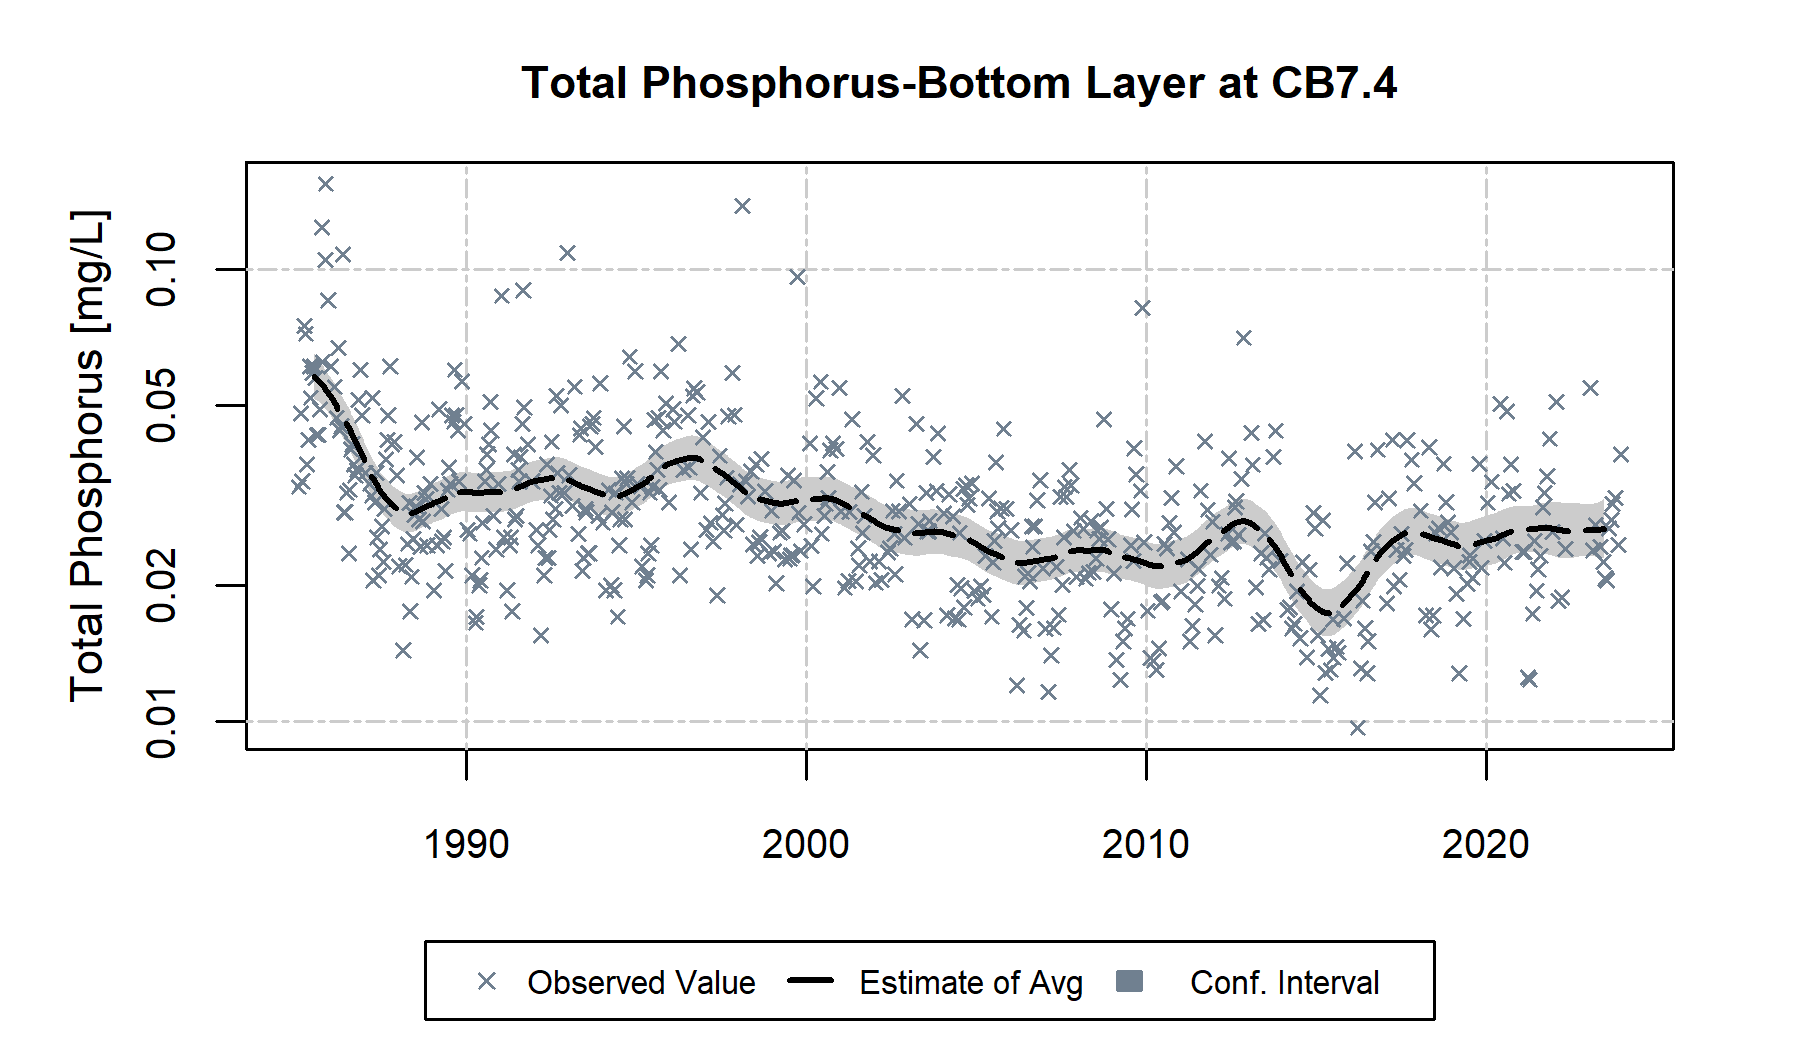 Total Phosphorus-Bottom Layer at CB7.4
Total Phosphorus [mg/L]
0.10
0.05
0.02
0.01
1990 2000 2010 2020
Observed Value Estimate of Avg Conf. Interval